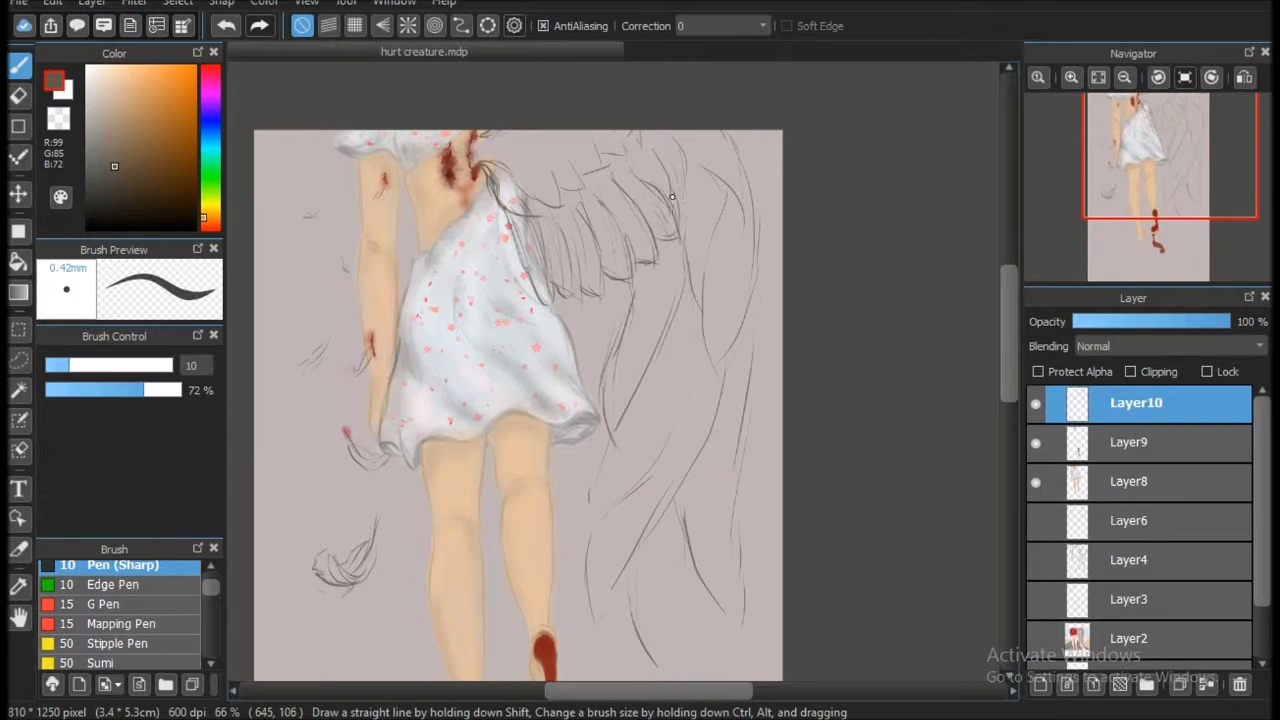 File Edit Layer Filter Select Snap Color View Tool Window Help
AntiAliasing Correction 0 Soft Edge
Color
hurt creature.mdp
Navigator
R:99
G:85
B:72
Brush Preview
0.42mm
Layer
Opacity 100 %
Blending Normal
Brush Control
10
Protect Alpha Clipping Lock
72 %
Layer10
Layer9
Layer8
Layer6
Brush
10 Pen (Sharp)
Layer4
10 Edge Pen
15 G Pen
Layer3
15 Mapping Pen
50 Stipple Pen
Layer2
50 Sumi
Activate Windows
Go to Settings to activate Windows.
810 * 1250 pixel (3.4 * 5.3cm) 600 dpi 66 % ( 645, 106 ) Draw a straight line by holding down Shift, Change a brush size by holding down Ctrl, Alt, and dragging